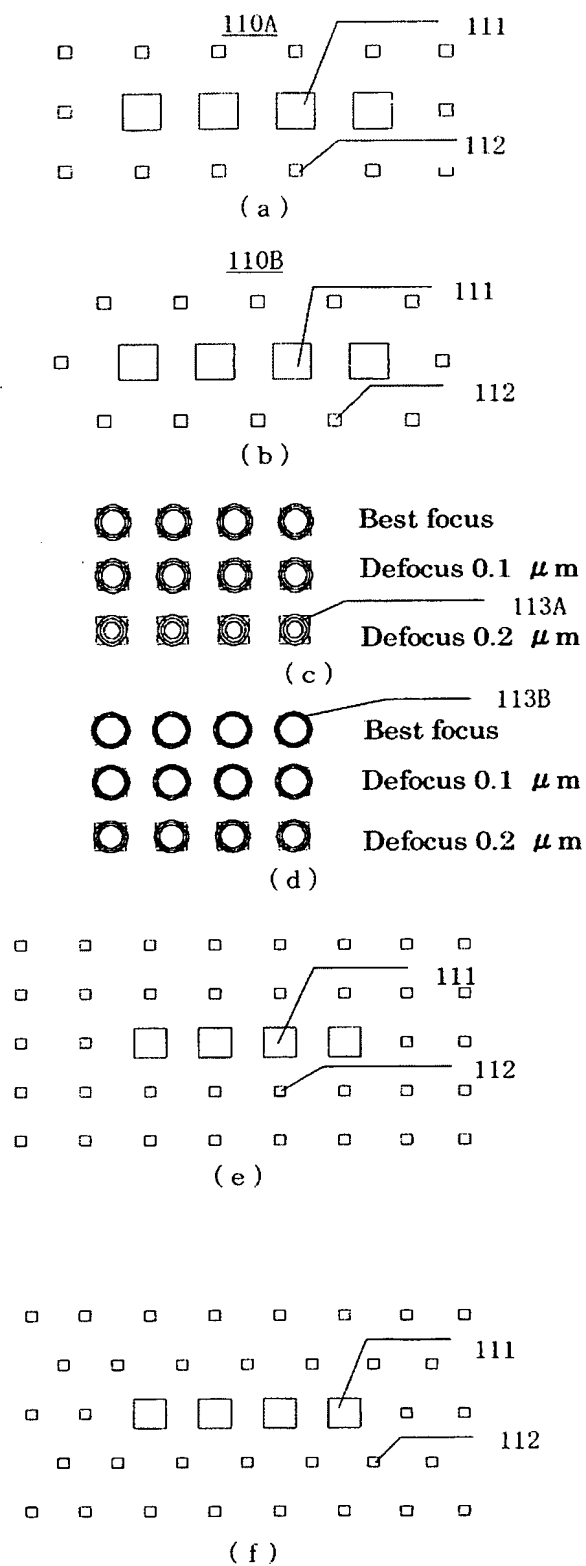 110A
111
112
( a )
110B
111
112
( b )
Best focus
Defocus 0.1 μm
113A
Defocus 0.2 μm
( c )
113B
Best focus
Defocus 0.1 μm
Defocus 0.2 μm
( d )
111
112
( e )
111
112
( f )